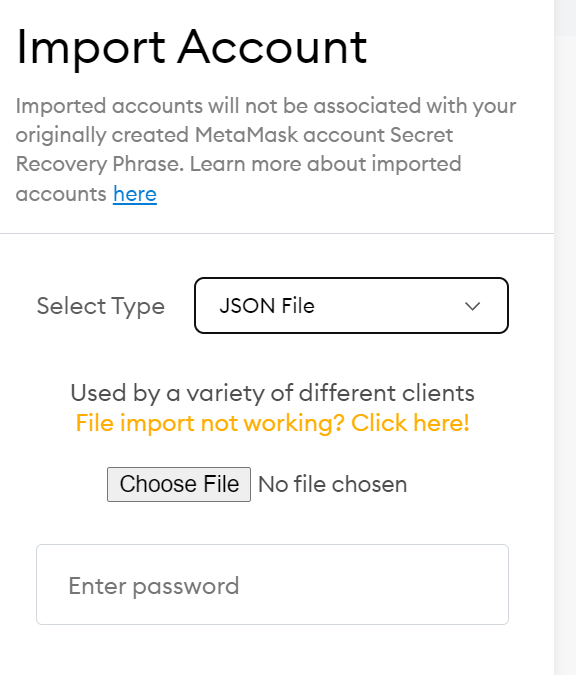 Import Account
Imported accounts will not be associated with your
originally created MetaMask account Secret
Recovery Phrase. Learn more about imported
accounts here
Select Type
JSON File
Used by a variety of different clients
File import not working? Click here!
Choose File No file chosen
Enter password